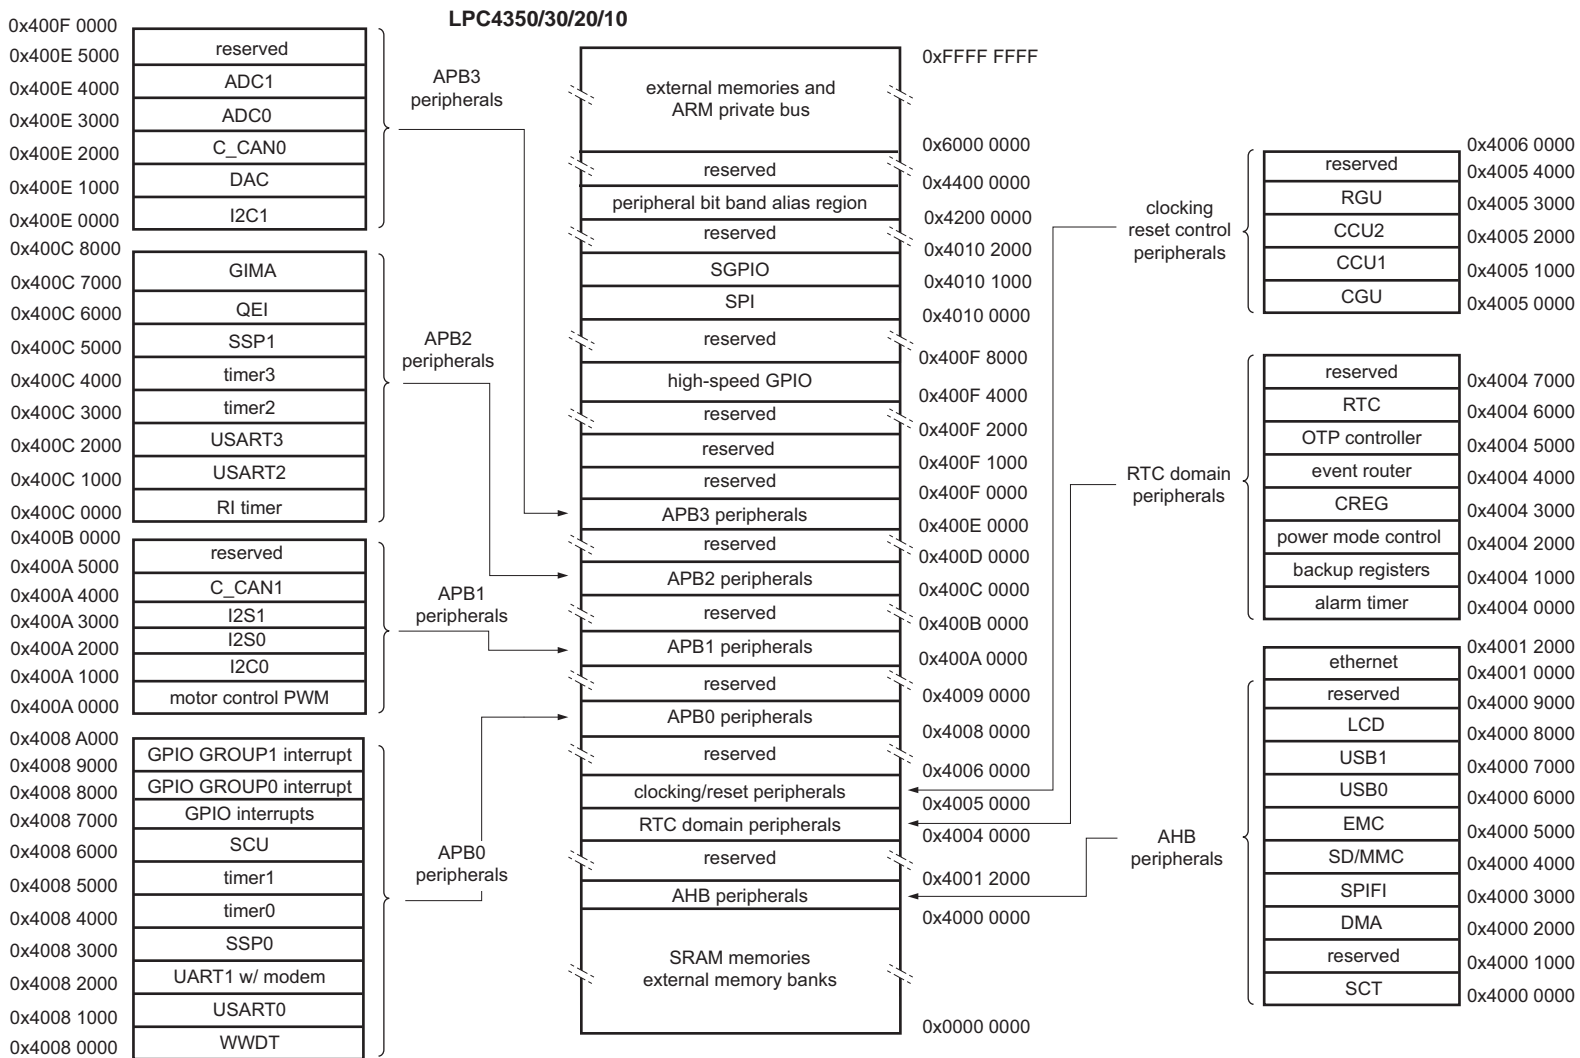 LPC4350/30/20/10
0x400F 0000
reserved
0x400E 5000
ADC1
0x400E 4000
ADC0
0x400E 3000
C_CAN0
0x400E 2000
DAC
0x400E 1000
I2C1
0x400E 0000
APB3
peripherals
0x400C 8000
GIMA
0x400C 7000
QEI
0x400C 6000
SSP1
0x400C 5000
timer3
0x400C 4000
timer2
0x400C 3000
USART3
0x400C 2000
USART2
0x400C 1000
RI timer
0x400C 0000
APB2
peripherals
0x400B 0000
reserved
0x400A 5000
C_CAN1
0x400A 4000
I2S1
0x400A 3000
I2S0
0x400A 2000
I2C0
0x400A 1000
motor control PWM
0x400A 0000
APB1
peripherals
0x4008 A000
GPIO GROUP1 interrupt
0x4008 9000
GPIO GROUP0 interrupt
0x4008 8000
GPIO interrupts
0x4008 7000
SCU
0x4008 6000
timer1
0x4008 5000
timer0
0x4008 4000
SSP0
0x4008 3000
UART1 w/ modem
0x4008 2000
USART0
0x4008 1000
WWDT
0x4008 0000
APB0
peripherals
0xFFFF FFFF
external memories and
ARM private bus
0x6000 0000
reserved
0x4400 0000
peripheral bit band alias region
0x4200 0000
reserved
0x4010 2000
SGPIO
0x4010 1000
SPI
0x4010 0000
reserved
0x400F 8000
high-speed GPIO
0x400F 4000
reserved
0x400F 2000
reserved
0x400F 1000
reserved
0x400F 0000
APB3 peripherals
0x400E 0000
reserved
0x400D 0000
APB2 peripherals
0x400C 0000
reserved
0x400B 0000
APB1 peripherals
0x400A 0000
reserved
0x4009 0000
APB0 peripherals
0x4008 0000
reserved
0x4006 0000
clocking/reset peripherals
0x4005 0000
RTC domain peripherals
0x4004 0000
reserved
0x4001 2000
AHB peripherals
0x4000 0000
SRAM memories
external memory banks
0x0000 0000
clocking
reset control
peripherals
0x4006 0000
reserved
0x4005 4000
RGU
0x4005 3000
CCU2
0x4005 2000
CCU1
0x4005 1000
CGU
0x4005 0000
RTC domain
peripherals
reserved
0x4004 7000
RTC
0x4004 6000
OTP controller
0x4004 5000
event router
0x4004 4000
CREG
0x4004 3000
power mode control
0x4004 2000
backup registers
0x4004 1000
alarm timer
0x4004 0000
AHB
peripherals
0x4001 2000
ethernet
0x4001 0000
reserved
0x4000 9000
LCD
0x4000 8000
USB1
0x4000 7000
USB0
0x4000 6000
EMC
0x4000 5000
SD/MMC
0x4000 4000
SPIFI
0x4000 3000
DMA
0x4000 2000
reserved
0x4000 1000
SCT
0x4000 0000